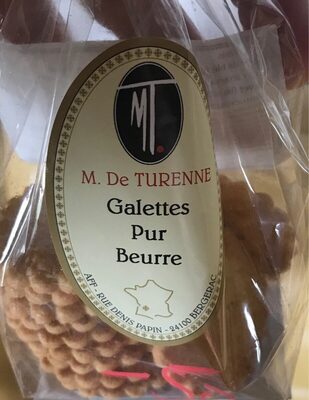 MT.
M. De TURENNE
Galettes
Pur
Beurre
AFF - RUE DENIS PAPIN - 24100 BERGERAC